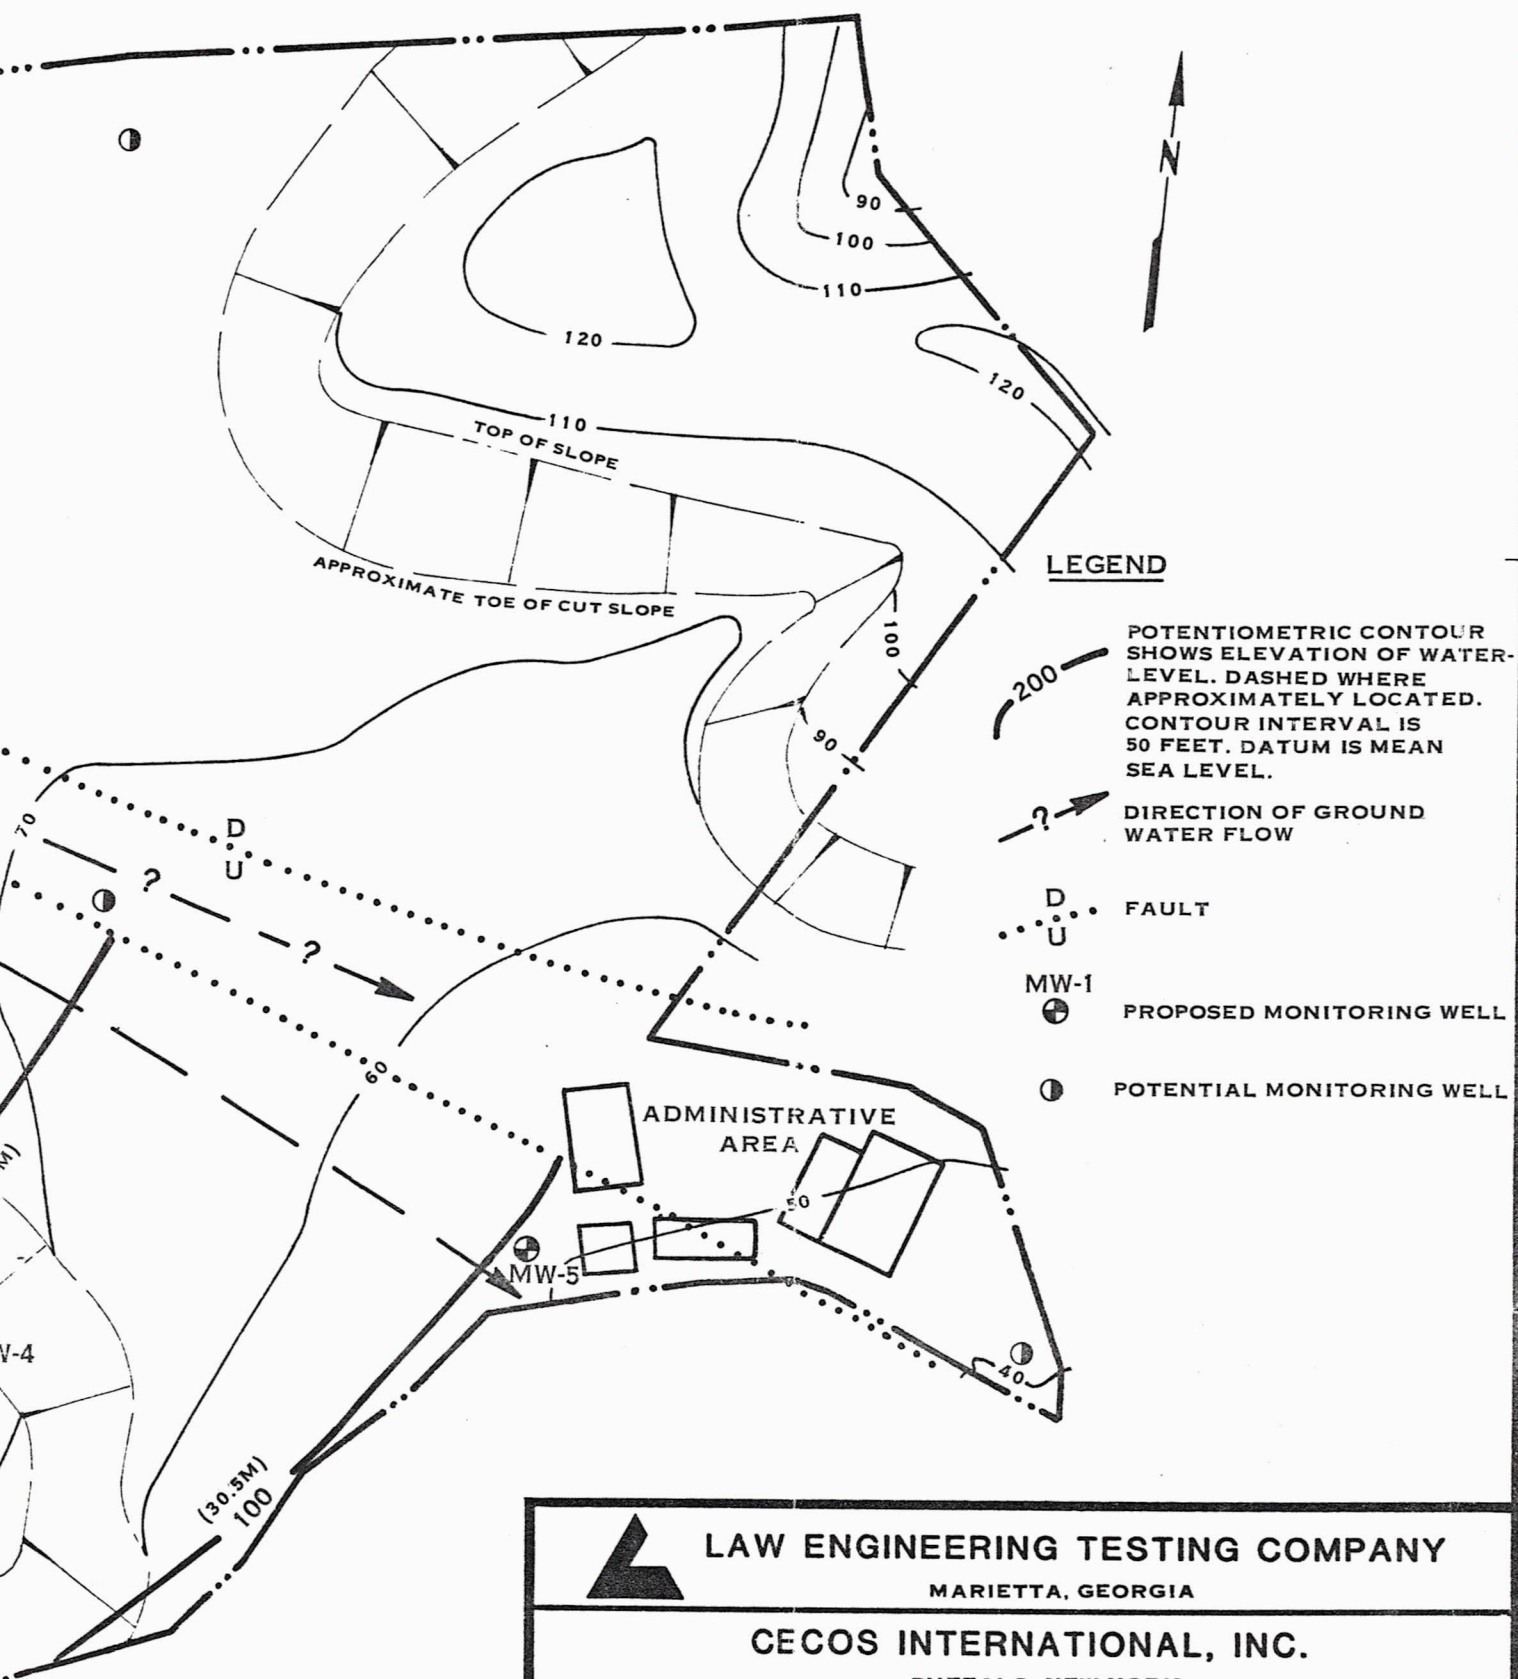 N
90
100
110
120
120
110
TOP OF SLOPE
APPROXIMATE TOE OF CUT SLOPE
100
90
LEGEND
200
POTENTIOMETRIC CONTOUR
SHOWS ELEVATION OF WATER-
LEVEL. DASHED WHERE
APPROXIMATELY LOCATED.
CONTOUR INTERVAL IS
50 FEET. DATUM IS MEAN
SEA LEVEL.
?
DIRECTION OF GROUND
WATER FLOW
D
U
FAULT
MW-1
PROPOSED MONITORING WELL
POTENTIAL MONITORING WELL
70
D
U
?
?
60
ADMINISTRATIVE
AREA
50
MW-5
40
M)
-4
(30.5M)
100
LAW ENGINEERING TESTING COMPANY
MARIETTA, GEORGIA
CECOS INTERNATIONAL, INC.